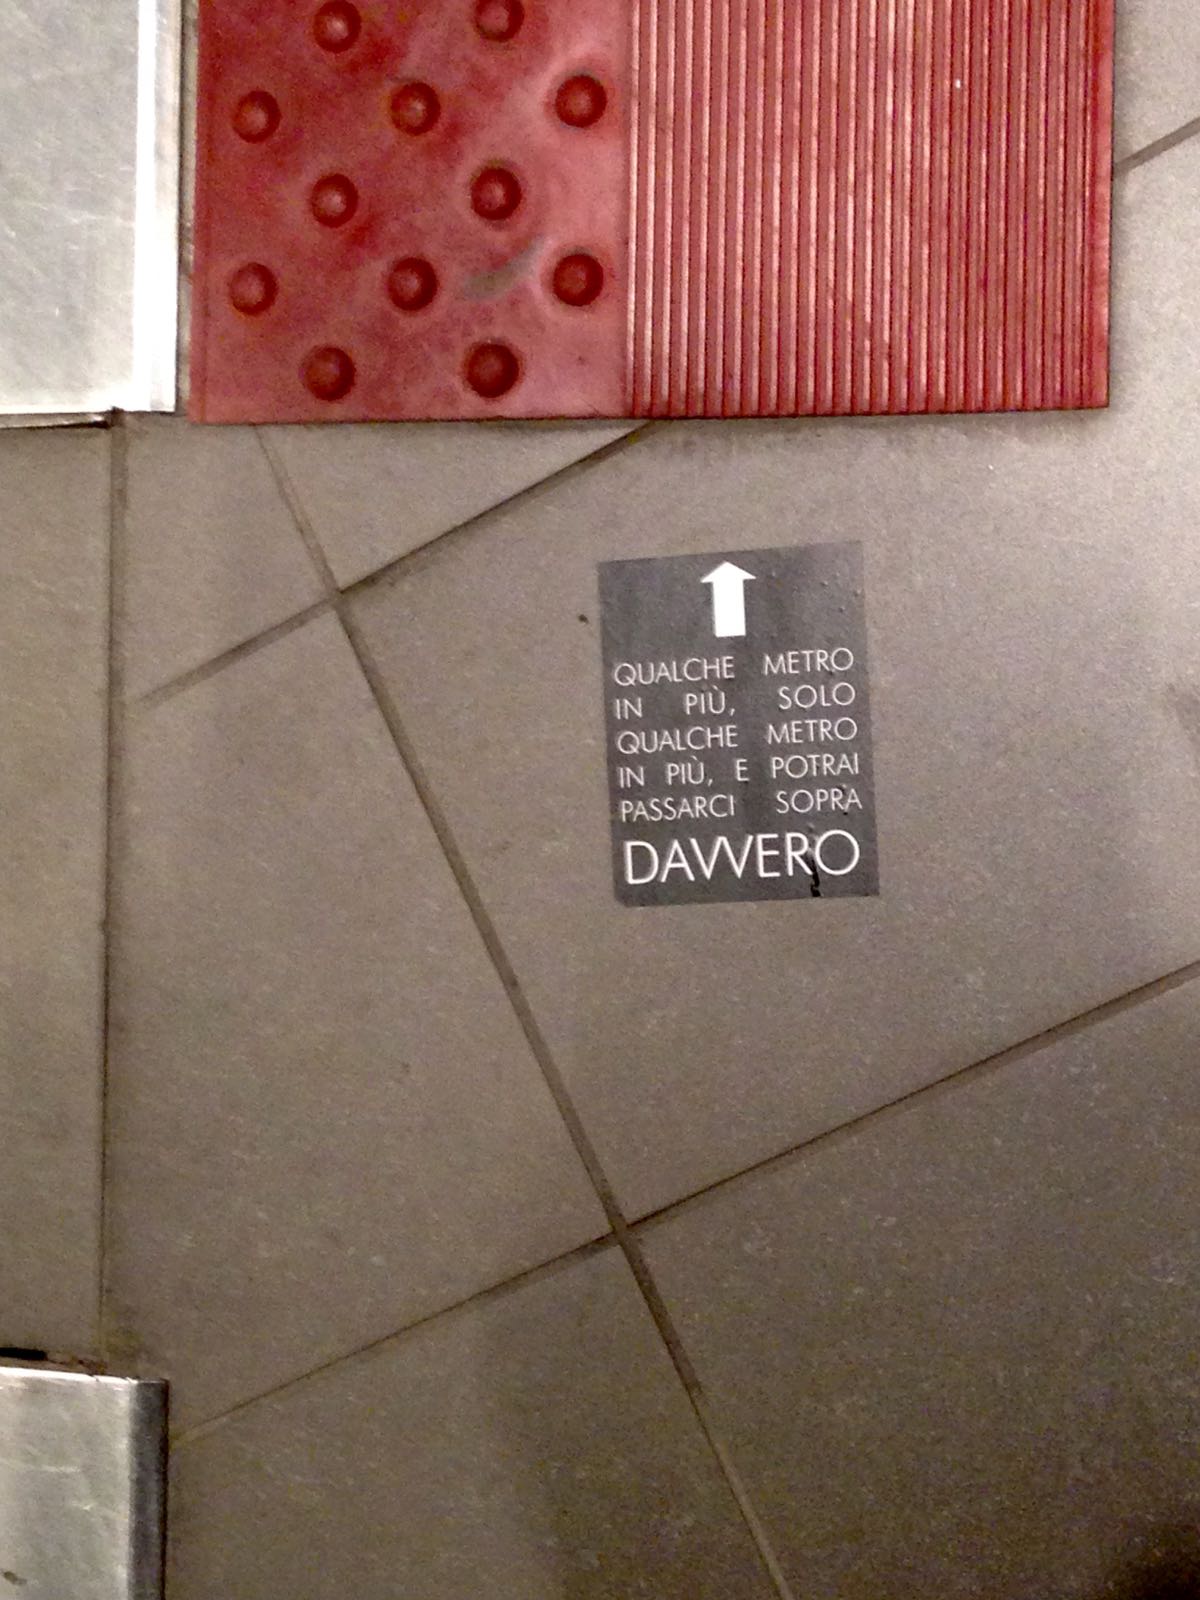 QUALCHE METRO
IN PIÙ, SOLO
QUALCHE METRO
IN PIÙ, E POTRAI
PASSARCI SOPRA
DAVVERO